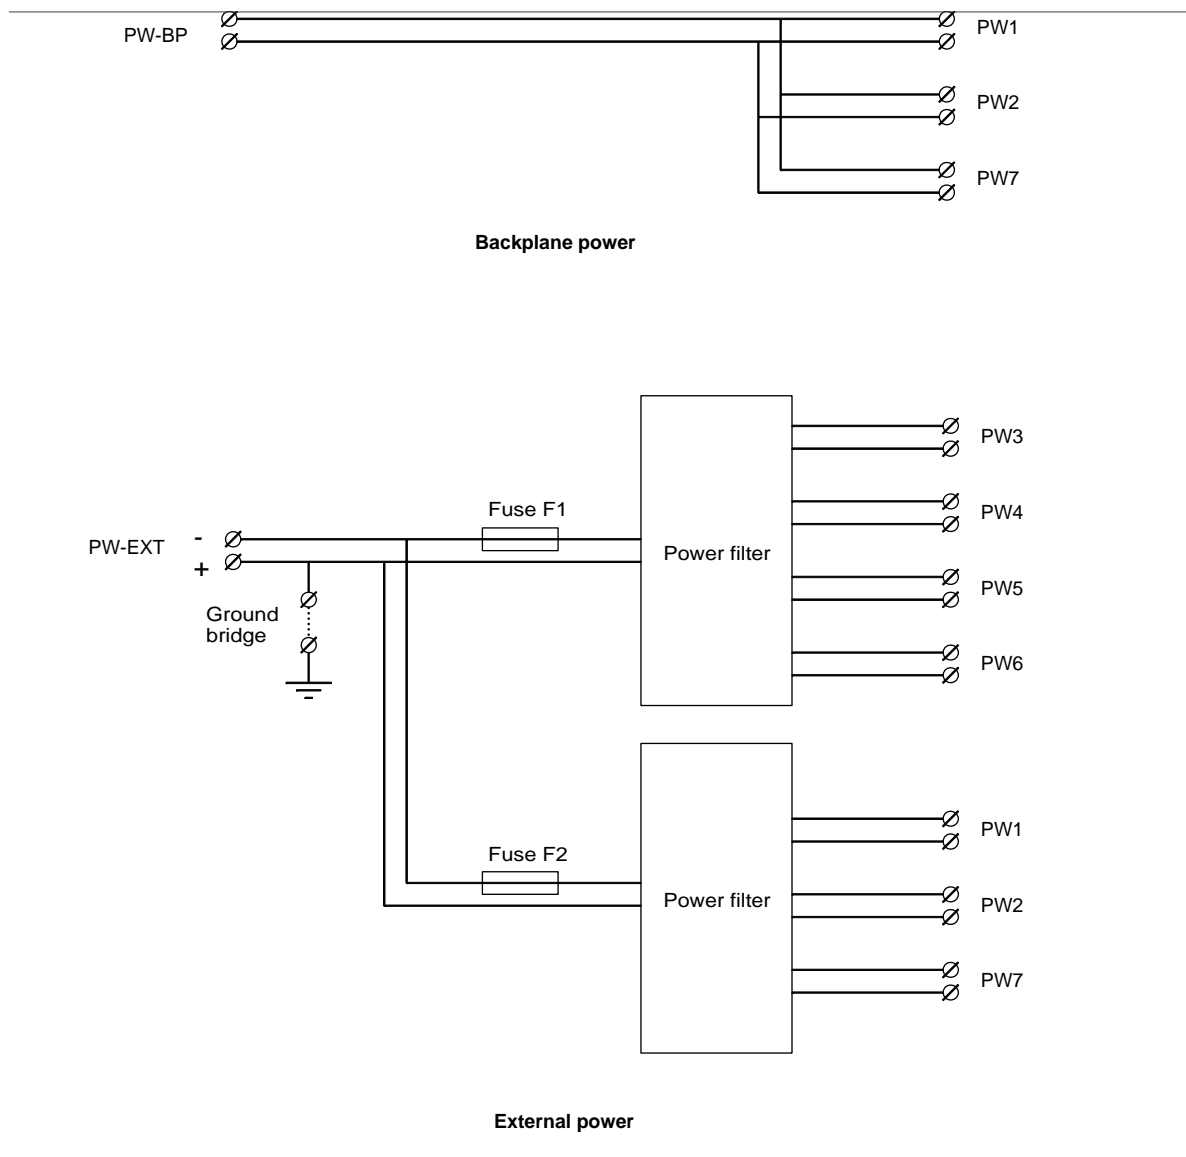 PW-BP
PW1
PW2
PW7
Backplane power
PW3
Fuse F1
PW4
-
PW-EXT
+
Power filter
PW5
Ground
bridge
PW6
PW1
Fuse F2
Power filter
PW2
PW7
External power